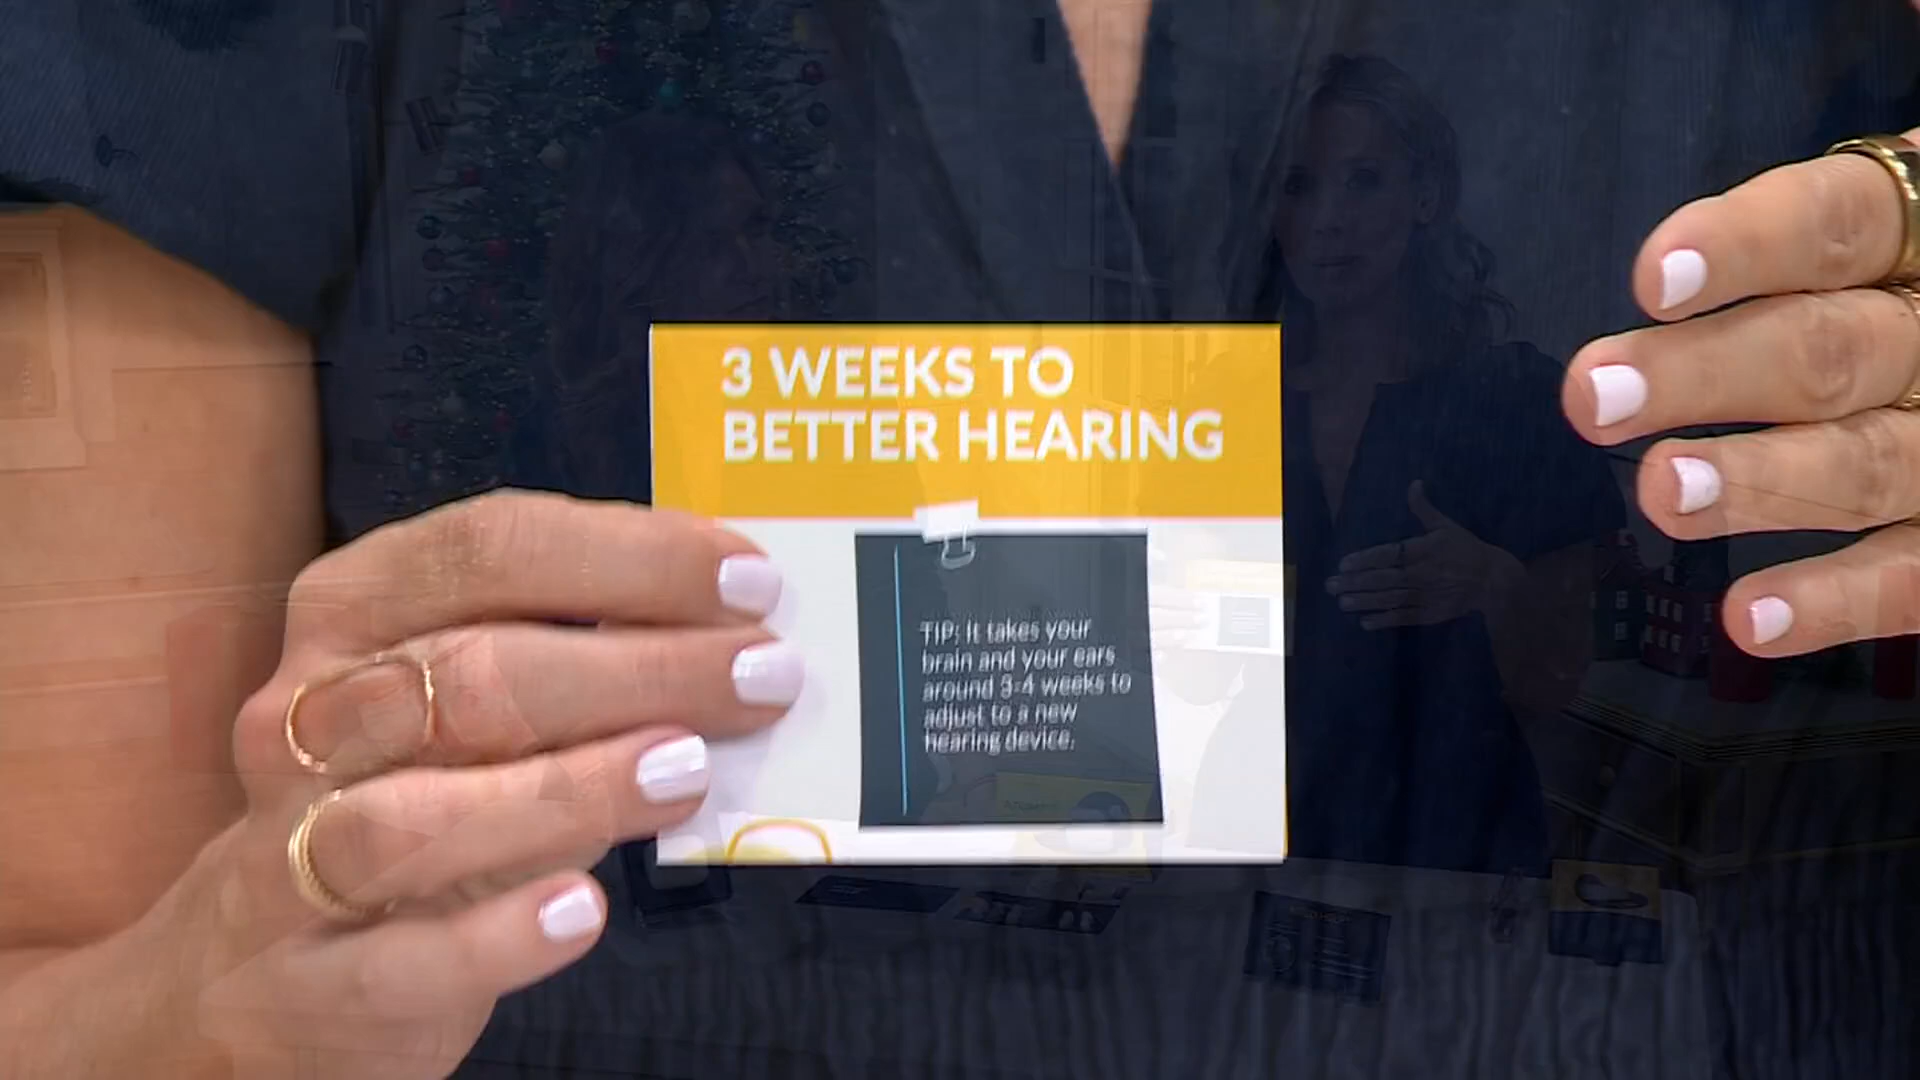 3 WEEKS TO
BETTER HEARING
TIP: It takes your
brain and your ears
around 3-4 weeks to
adjust to a new
hearing device.